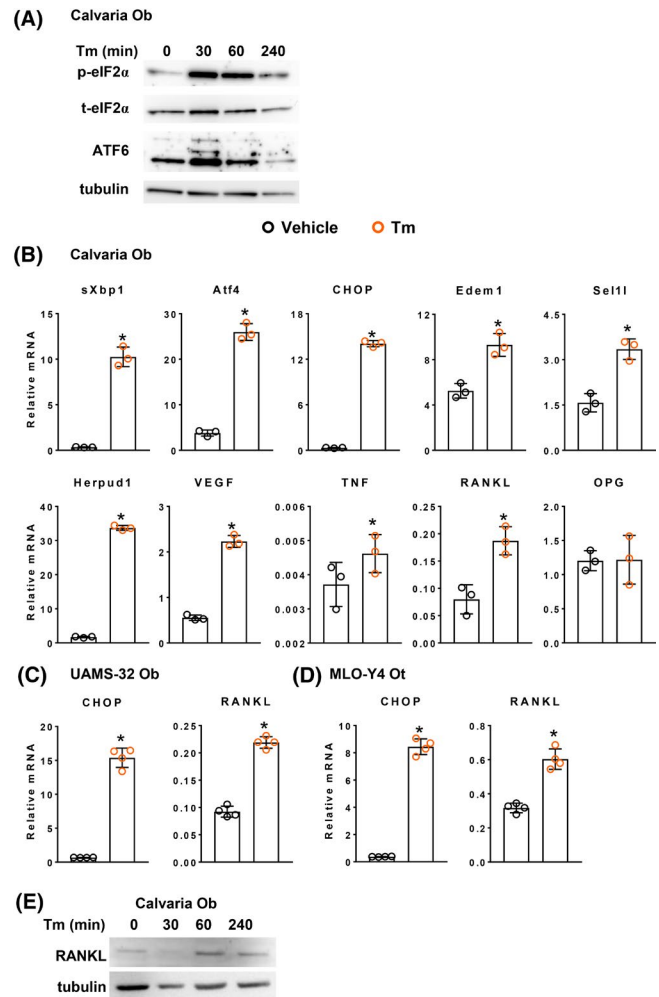 (A) Calvaria Ob
Tm (min) 0 30 60 240
p-eIF2α
t-eIF2α
ATF6
tubulin
Vehicle Tm
(B) Calvaria Ob
sXbp1 Atf4 CHOP Edem1 Sel1l
Relative mRNA
15 30 18 12 4.5
10 20 12 8 3.0
5 10 6 4 1.5
0 0 0 0 0.0
* * * * *
Herpud1 VEGF TNF RANKL OPG
Relative mRNA
40 3 0.006 0.25 2.0
30 2 0.005 0.20 1.5
20 1 0.004 0.15 1.0
10 0 0.003 0.10 0.5
0 0.002 0.05 0.0
0.00
* * * *
(C) UAMS-32 Ob (D) MLO-Y4 Ot
CHOP RANKL CHOP RANKL
Relative mRNA Relative mRNA
20 0.25 10 0.8
15 0.20 8 0.6
10 0.15 6 0.4
5 0.10 4 0.2
0 0.05 2 0.0
0.00 0
* * * *
(E) Calvaria Ob
Tm (min) 0 30 60 240
RANKL
tubulin